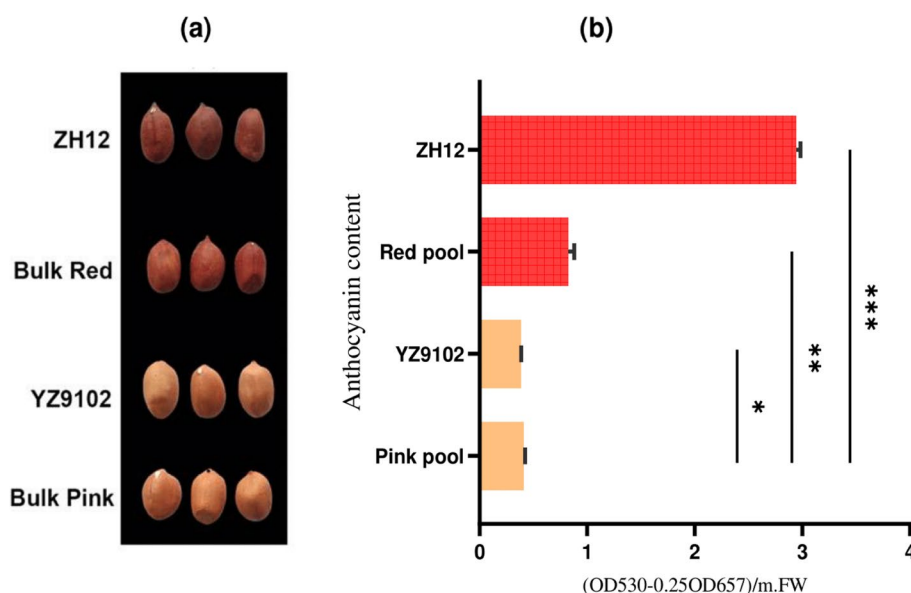 (a)
(b)
ZH12
Bulk Red
YZ9102
Bulk Pink
Anthocyanin content
ZH12
Red pool
YZ9102
Pink pool
*
**
***
0 1 2 3 4
(OD530-0.25OD657)/m.FW